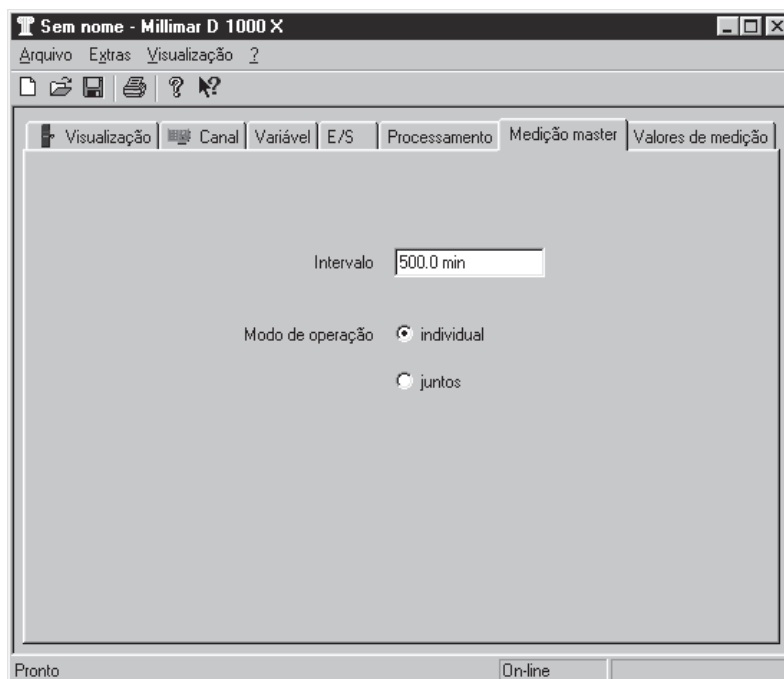 Sem nome - Millimar D 1000 X
Arquivo Extras Visualização ?
Visualização Canal Variável E/S Processamento Medição master Valores de medição
Intervalo 500.0 min
Modo de operação individual
juntos
Pronto On-line